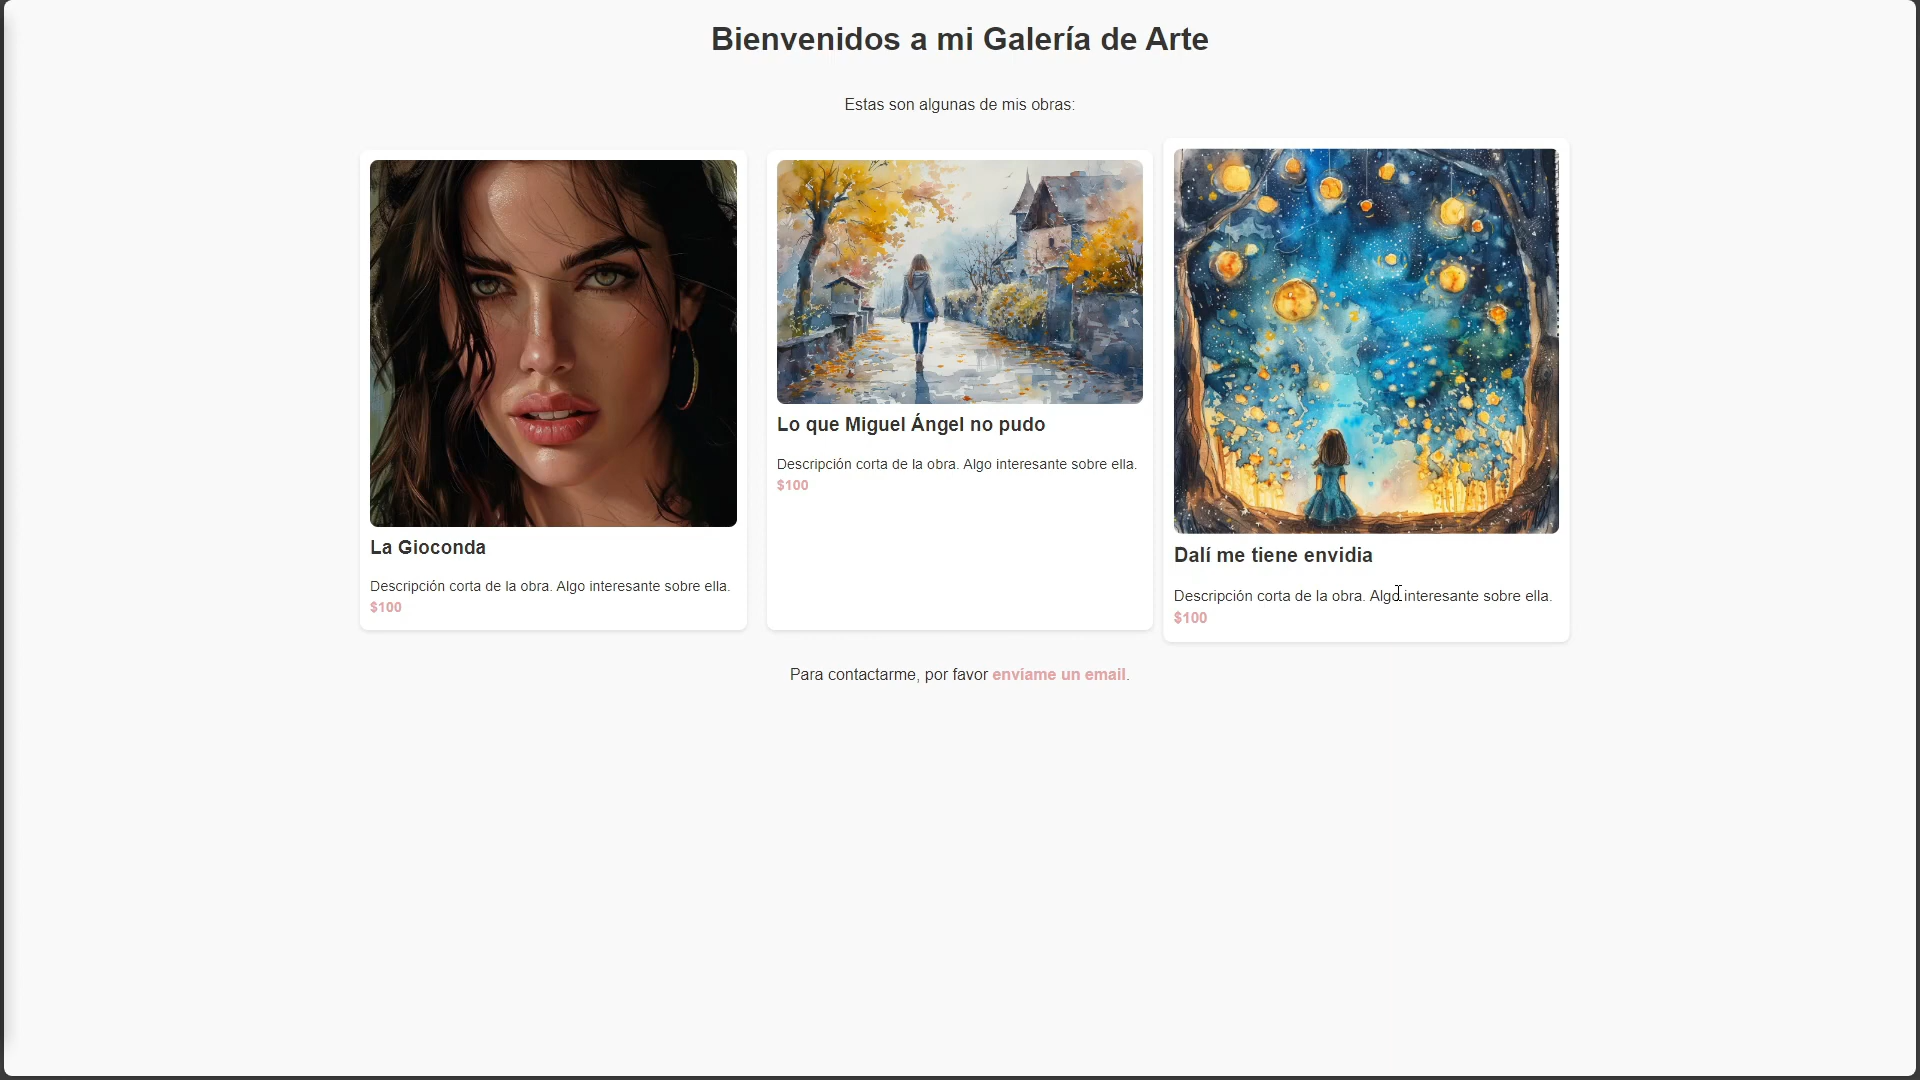 Bienvenidos a mi Galería de Arte
Estas son algunas de mis obras:
La Gioconda
Descripción corta de la obra. Algo interesante sobre ella.
$100
Lo que Miguel Ángel no pudo
Descripción corta de la obra. Algo interesante sobre ella.
$100
Dalí me tiene envidia
Descripción corta de la obra. Algo interesante sobre ella.
$100
Para contactarme, por favor enviame un email.